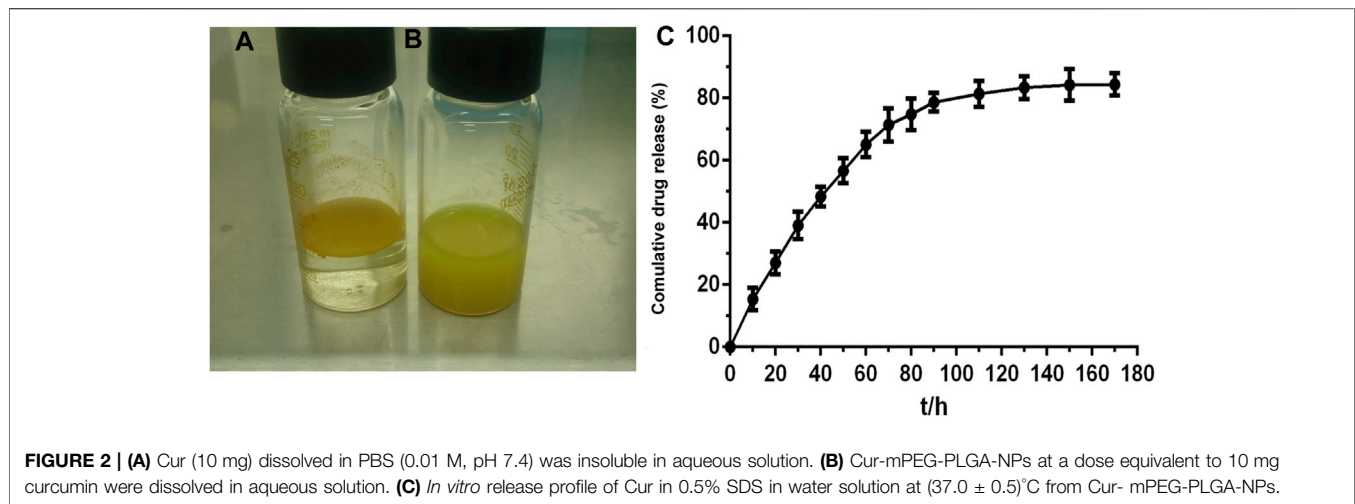 A
B
C
Comulative drug release (%)
100
80
60
40
20
0
0 20 40 60 80 100 120 140 160 180
t/h
FIGURE 2 | (A) Cur (10 mg) dissolved in PBS (0.01 M, pH 7.4) was insoluble in aqueous solution. (B) Cur-mPEG-PLGA-NPs at a dose equivalent to 10 mg
curcumin were dissolved in aqueous solution. (C) In vitro release profile of Cur in 0.5% SDS in water solution at (37.0 ± 0.5)°C from Cur- mPEG-PLGA-NPs.